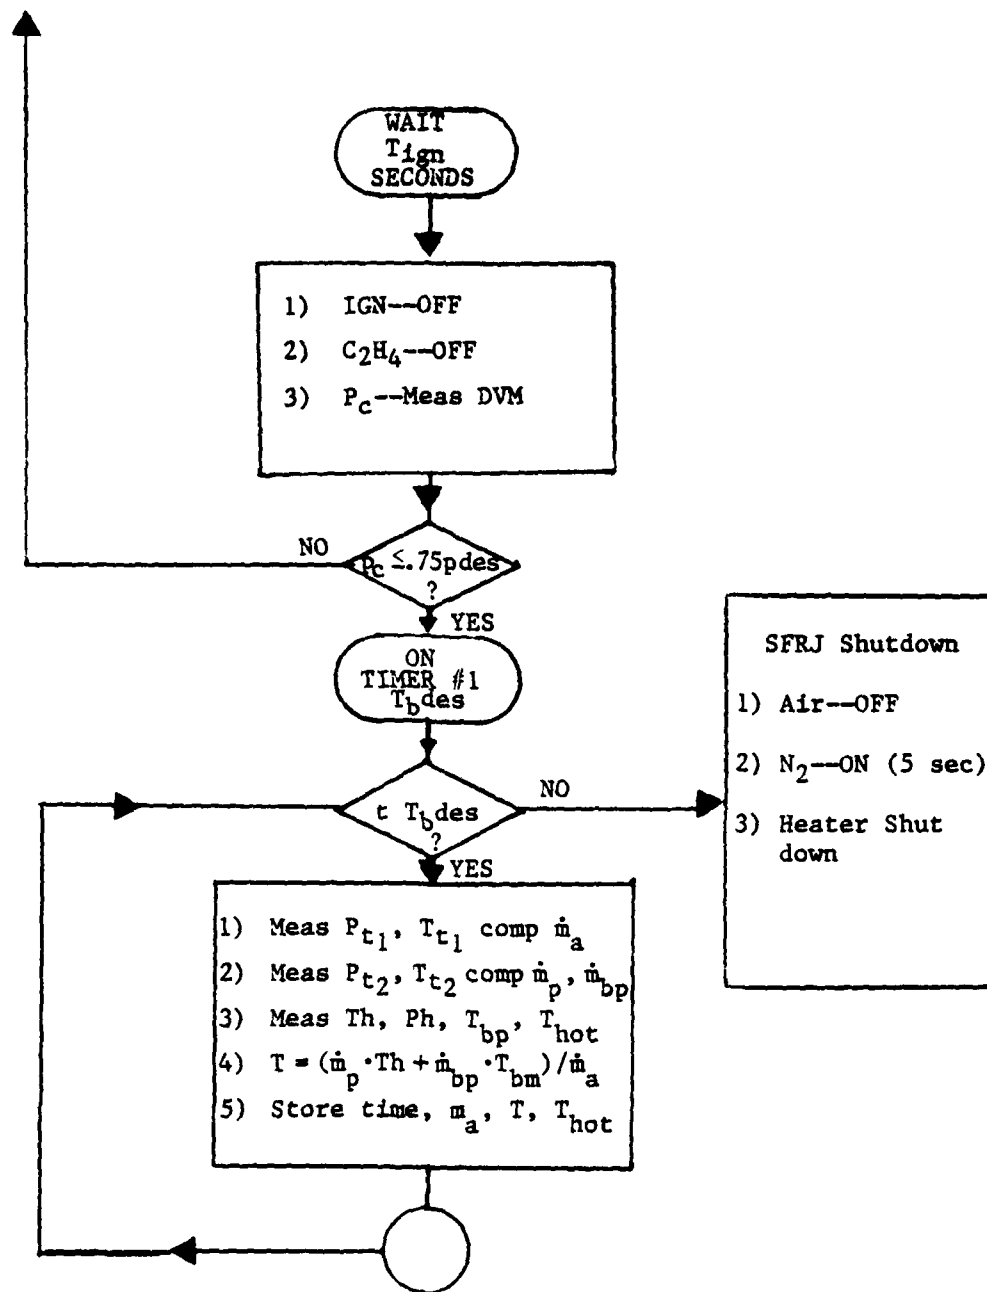 WAIT
Tign
SECONDS
1) IGN--OFF
2) C₂H₄--OFF
3) Pc--Meas DVM
NO
Pc ≤.75pdes
?
YES
ON
TIMER #1
Tbdes
t Tbdes
?
NO
YES
SFRJ Shutdown
1) Air--OFF
2) N₂--ON (5 sec)
3) Heater Shut
down
1) Meas Pt₁, Tt₁ comp ṁa
2) Meas Pt₂, Tt₂ comp ṁp, ṁbp
3) Meas Th, Ph, Tbp, Thot
4) T = (ṁp·Th + ṁbp·Tbm)/ṁa
5) Store time, ma, T, Thot